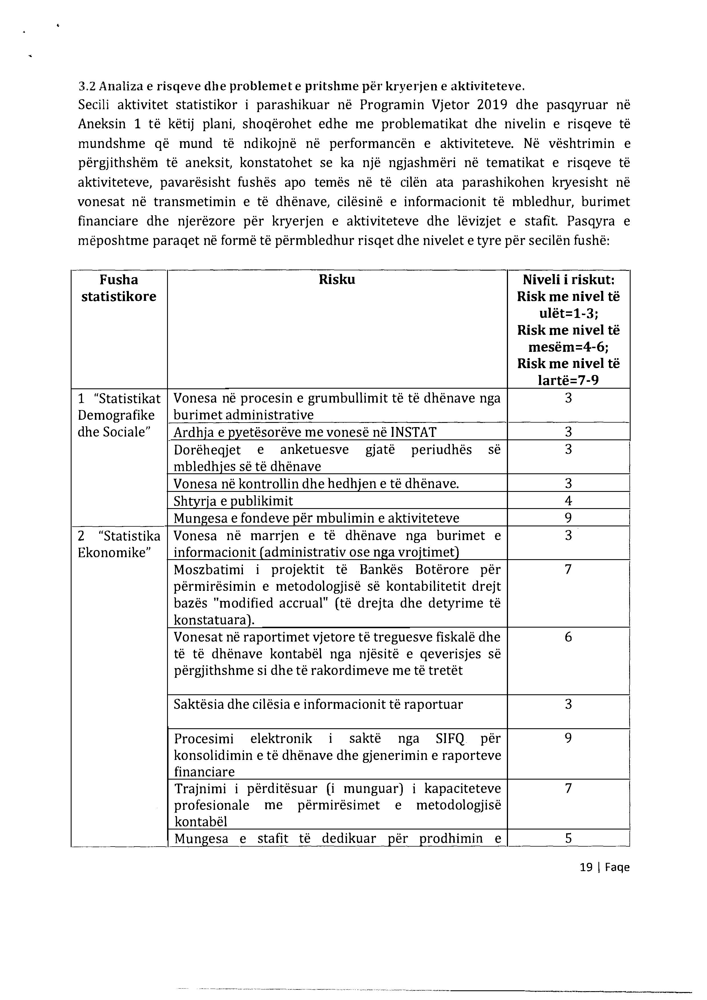 3.2 Analiza e risqeve dhe problemet e pritshme për kryerjen e aktiviteteve.
Secili aktivitet statistikor i parashikuar në Programin Vjetor 2019 dhe pasqyruar në
Aneksin 1 të këtij plani, shoqërohet edhe me problematikat dhe nivelin e risqeve të
mundshme që mund të ndikojnë në performancën e aktiviteteve. Në vështrimin e
përgjithshëm të aneksit, konstatohet se ka një ngjashmëri në tematikat e risqeve të
aktiviteteve, pavarësisht fushës apo temës në të cilën ata parashikohen kryesisht në
vonesat në transmetimin e të dhënave, cilësinë e informacionit të mbledhur, burimet
financiare dhe njerëzore për kryerjen e aktiviteteve dhe lëvizjet e stafit. Pasqyra e
mëposhtme paraqet në formë të përmbledhur risqet dhe nivelet e tyre për secilën fushë:
Fusha
statistikore
Risku
Niveli i riskut:
Risk me nivel të
ulët=1-3;
Risk me nivel të
mesëm=4-6;
Risk me nivel të
lartë=7-9
1 "Statistikat
Demografike
dhe Sociale"
Vonesa në procesin e grumbullimit të të dhënave nga
burimet administrative
3
Ardhja e pyetësorëve me vonesë në INSTAT
3
Dorëheqjet e anketuesve gjatë periudhës së
mbledhjes së të dhënave
3
Vonesa në kontrollin dhe hedhjen e të dhënave.
3
Shtyrja e publikimit
4
Mungesa e fondeve për mbulimin e aktiviteteve
9
2 "Statistika
Ekonomike"
Vonesa në marrjen e të dhënave nga burimet e
informacionit (administrativ ose nga vrojtimet)
3
Moszbatimi i projektit të Bankës Botërore për
përmirësimin e metodologjisë së kontabilitetit drejt
bazës "modified accrual" (të drejta dhe detyrime të
konstatuara).
7
Vonesat në raportimet vjetore të treguesve fiskalë dhe
të të dhënave kontabël nga njësitë e qeverisjes së
përgjithshme si dhe të rakordimeve me të tretët
6
Saktësia dhe cilësia e informacionit të raportuar
3
Procesimi elektronik i saktë nga SIFQ për
konsolidimin e të dhënave dhe gjenerimin e raporteve
financiare
9
Trajnimi i përditësuar (i munguar) i kapaciteteve
profesionale me përmirësimet e metodologjisë
kontabël
7
Mungesa e stafit të dedikuar për prodhimin e
5
19 | Faqe